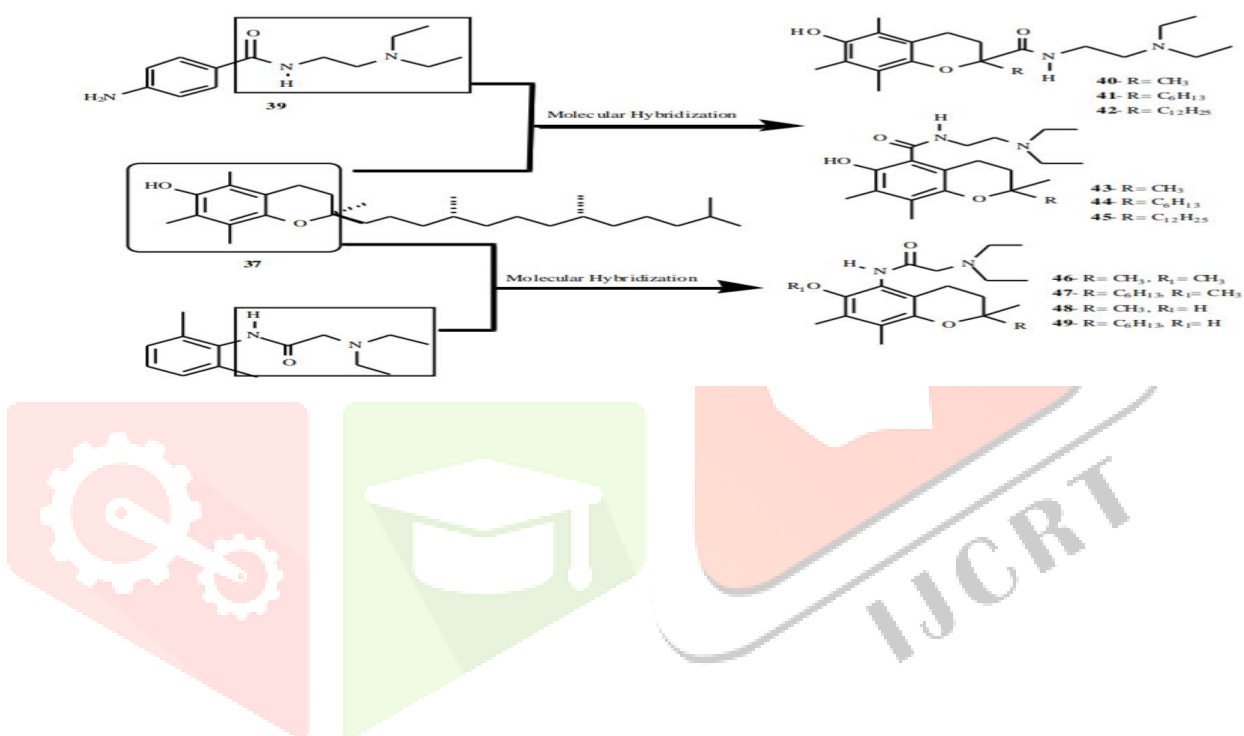 O
N
N
H
H₂N
39
HO
O
O
N
H
N
R
40- R= CH₃
41- R= C₆H₁₃
42- R= C₁₂H₂₅
Molecular Hybridization
H
O
N
N
HO
O
R
43- R= CH₃
44- R= C₆H₁₃
45- R= C₁₂H₂₅
HO
O
37
Molecular Hybridization
O
H
N
N
R₁O
O
R
46- R= CH₃, R₁= CH₃
47- R= C₆H₁₃, R₁= CH₃
48- R= CH₃, R₁= H
49- R= C₆H₁₃, R₁= H
H
N
O
N
IJCRT